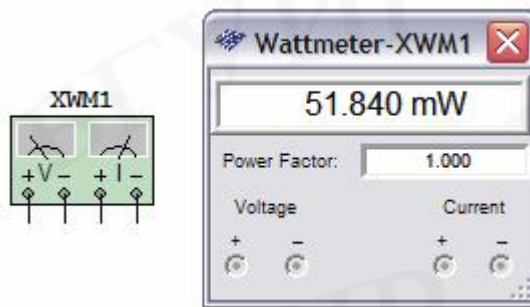 XWM1
+V- +I-
Wattmeter-XWM1
51.840 mW
Power Factor: 1.000
Voltage Current
+ - + -